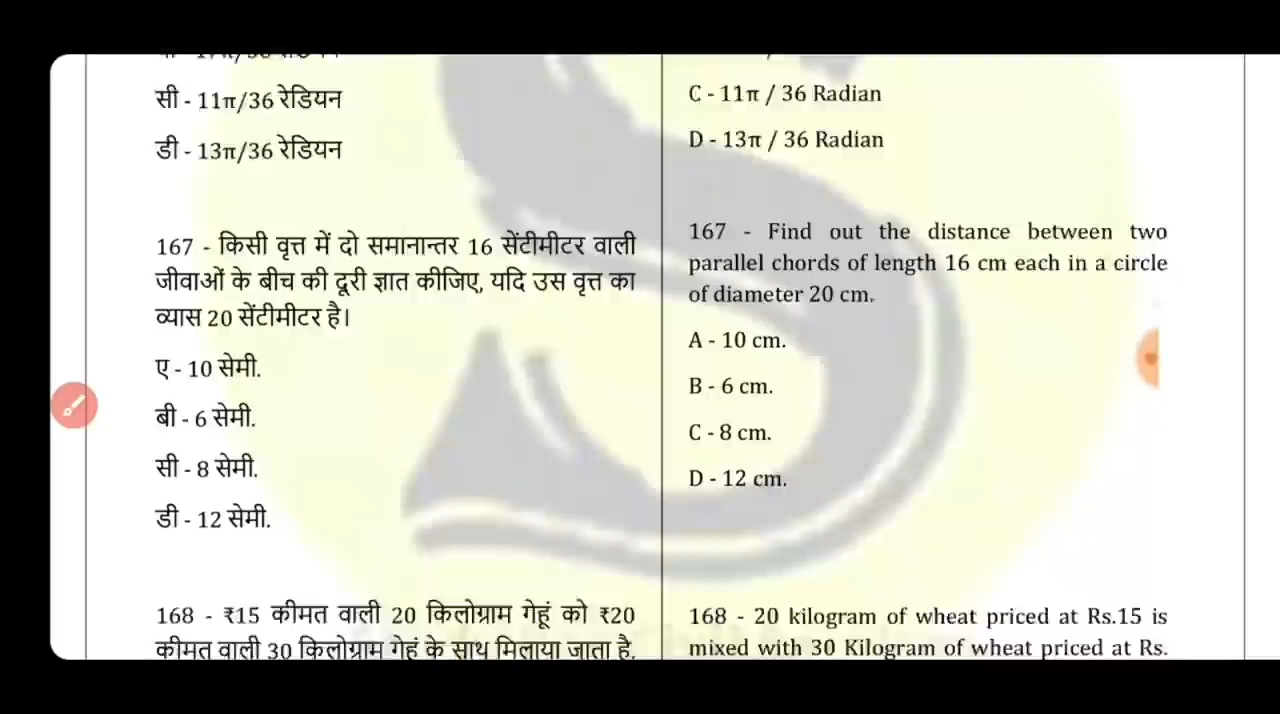 सी - 11π/36 रेडियन
डी - 13π/36 रेडियन
167 - किसी वृत्त में दो समानान्तर 16 सेंटीमीटर वाली
जीवाओं के बीच की दूरी ज्ञात कीजिए, यदि उस वृत्त का
व्यास 20 सेंटीमीटर है।
ए - 10 सेमी.
बी - 6 सेमी.
सी - 8 सेमी.
डी - 12 सेमी.
168 - ₹15 कीमत वाली 20 किलोग्राम गेहूं को ₹20
कीमत वाली 30 किलोग्राम गेहूं के साथ मिलाया जाता है.
C - 11π / 36 Radian
D - 13π / 36 Radian
167 - Find out the distance between two
parallel chords of length 16 cm each in a circle
of diameter 20 cm.
A - 10 cm.
B - 6 cm.
C - 8 cm.
D - 12 cm.
168 - 20 kilogram of wheat priced at Rs.15 is
mixed with 30 Kilogram of wheat priced at Rs.